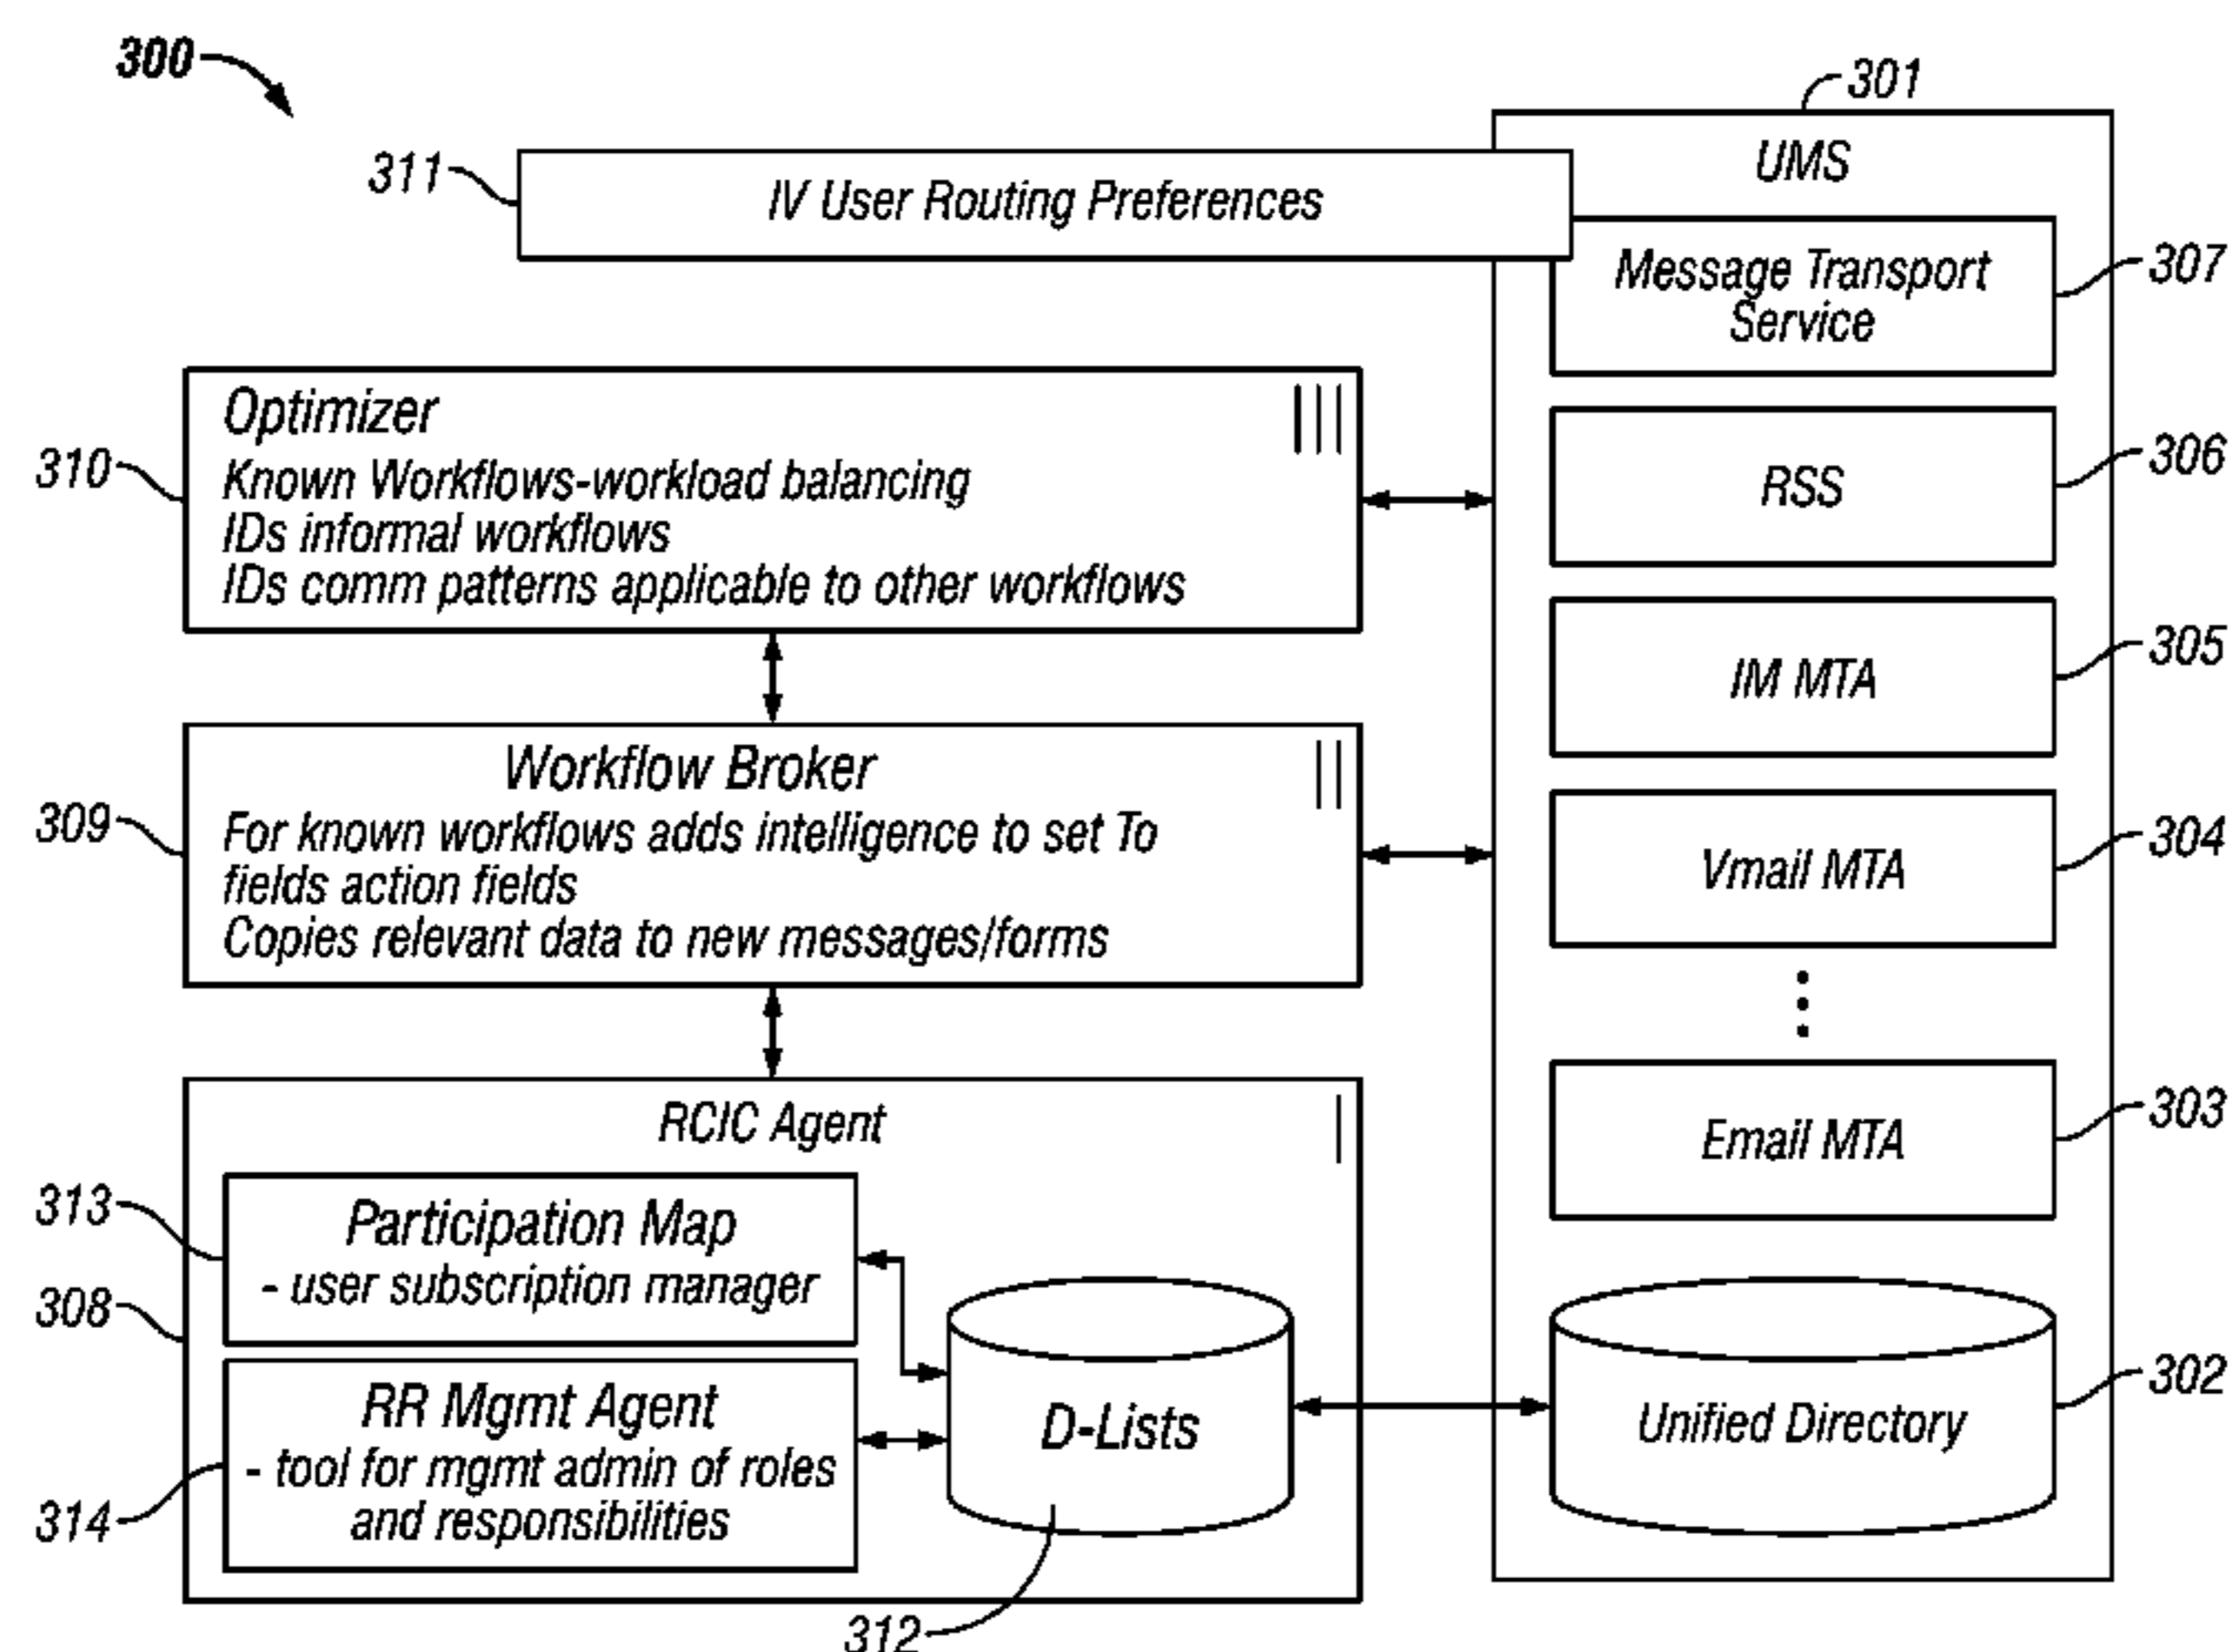 300
301
UMS
311
IV User Routing Preferences
Message Transport
Service
307
Optimizer
|||
310
Known Workflows-workload balancing
IDs informal workflows
IDs comm patterns applicable to other workflows
RSS
306
IM MTA
305
Workflow Broker
||
309
For known workflows adds intelligence to set To
fields action fields
Copies relevant data to new messages/forms
Vmail MTA
304
Email MTA
303
RCIC Agent
|
313
Participation Map
- user subscription manager
308
RR Mgmt Agent
- tool for mgmt admin of roles
and responsibilities
314
D-Lists
312
Unified Directory
302